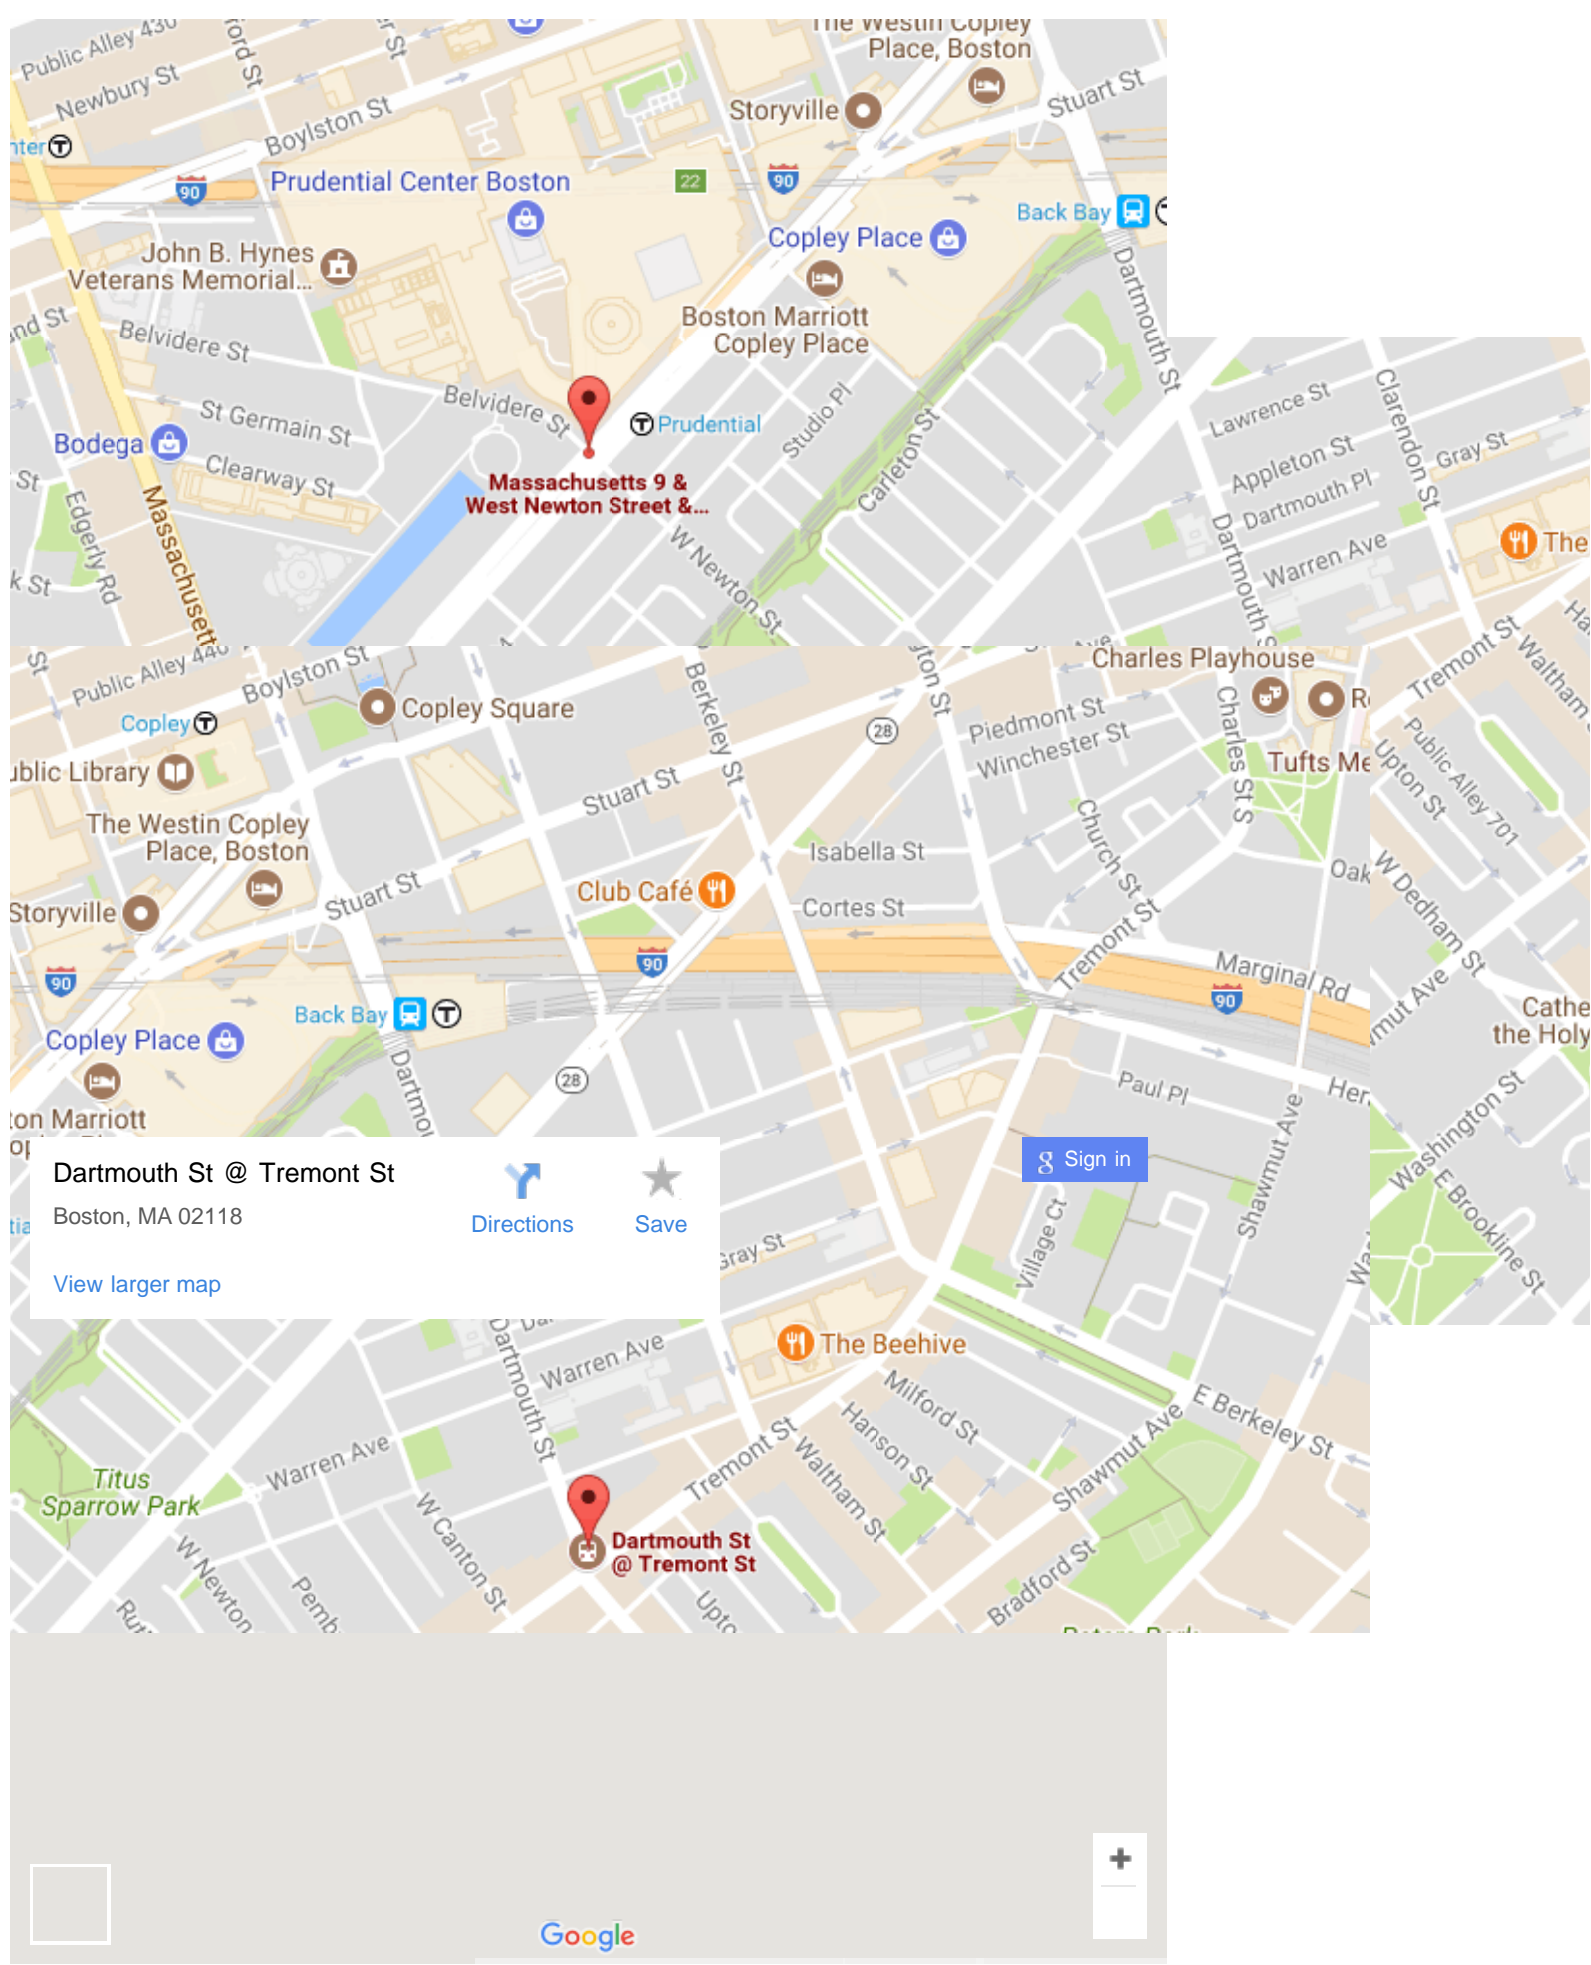 Public Alley 430
Newbury St
Boylston St
The Westin Copley
Place, Boston
Storyville
Stuart St
Prudential Center Boston
22
90
90
Back Bay
Copley Place
John B. Hynes
Veterans Memorial...
Boston Marriott
Copley Place
Dartmouth St
Belvidere St
Belvidere St
St Germain St
Bodega
Clearway St
Prudential
Studio Pl
Carleton St
Massachusetts 9 &
West Newton Street &...
Edgerly Rd
W Newton St
Lawrence St
Clarendon St
Appleton St
Gray St
Dartmouth Pl
Warren Ave
The
Tremont St
Public Alley 440
Boylston St
Copley
Copley Square
Berkeley St
Stuart St
28
Piedmont St
Winchester St
Charles Playhouse
Charles St S
Church St
Upton St
Public Alley 701
The Westin Copley
Place, Boston
Storyville
Stuart St
Club Café
Isabella St
Cortes St
Tremont St
W Dedham St
90
90
90
Marginal Rd
Back Bay
Copley Place
28
Paul Pl
Shawmut Ave
Washington St
E Brookline St
Dartmouth St @ Tremont St
Boston, MA 02118
View larger map
Directions
Save
Sign in
Village Ct
Gray St
Warren Ave
Dartmouth St
The Beehive
Milford St
Hanson St
Waltham St
Tremont St
Shawmut Ave
E Berkeley St
Titus
Sparrow Park
Warren Ave
W Canton St
W Newton
Dartmouth St
@ Tremont St
Bradford St
Google